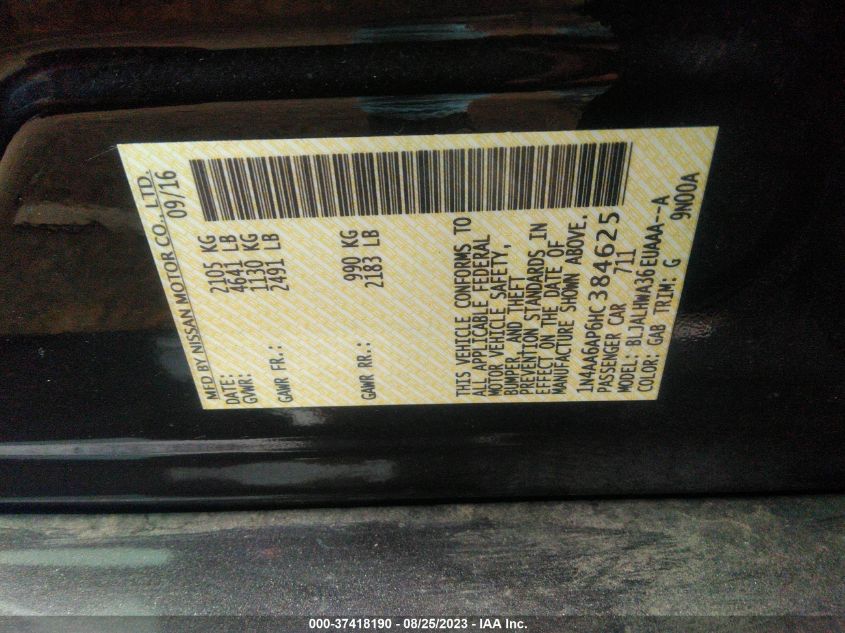 MFD BY NISSAN MOTOR CO., LTD.
DATE: 09/16
GVWR: 2105 KG
4641 LB
GAWR FR.: 1130 KG
2491 LB
GAWR RR.: 990 KG
2183 LB
THIS VEHICLE CONFORMS TO
ALL APPLICABLE FEDERAL
MOTOR VEHICLE SAFETY,
BUMPER, AND THEFT
PREVENTION STANDARDS IN
EFFECT ON THE DATE OF
MANUFACTURE SHOWN ABOVE.
1N4AA6AP6HC384625
PASSENGER CAR 711
MODEL: BLJALHWA36EUAAA--A
COLOR: GAB TRIM: G 9N00A
000-37418190 - 08/25/2023 - IAA Inc.